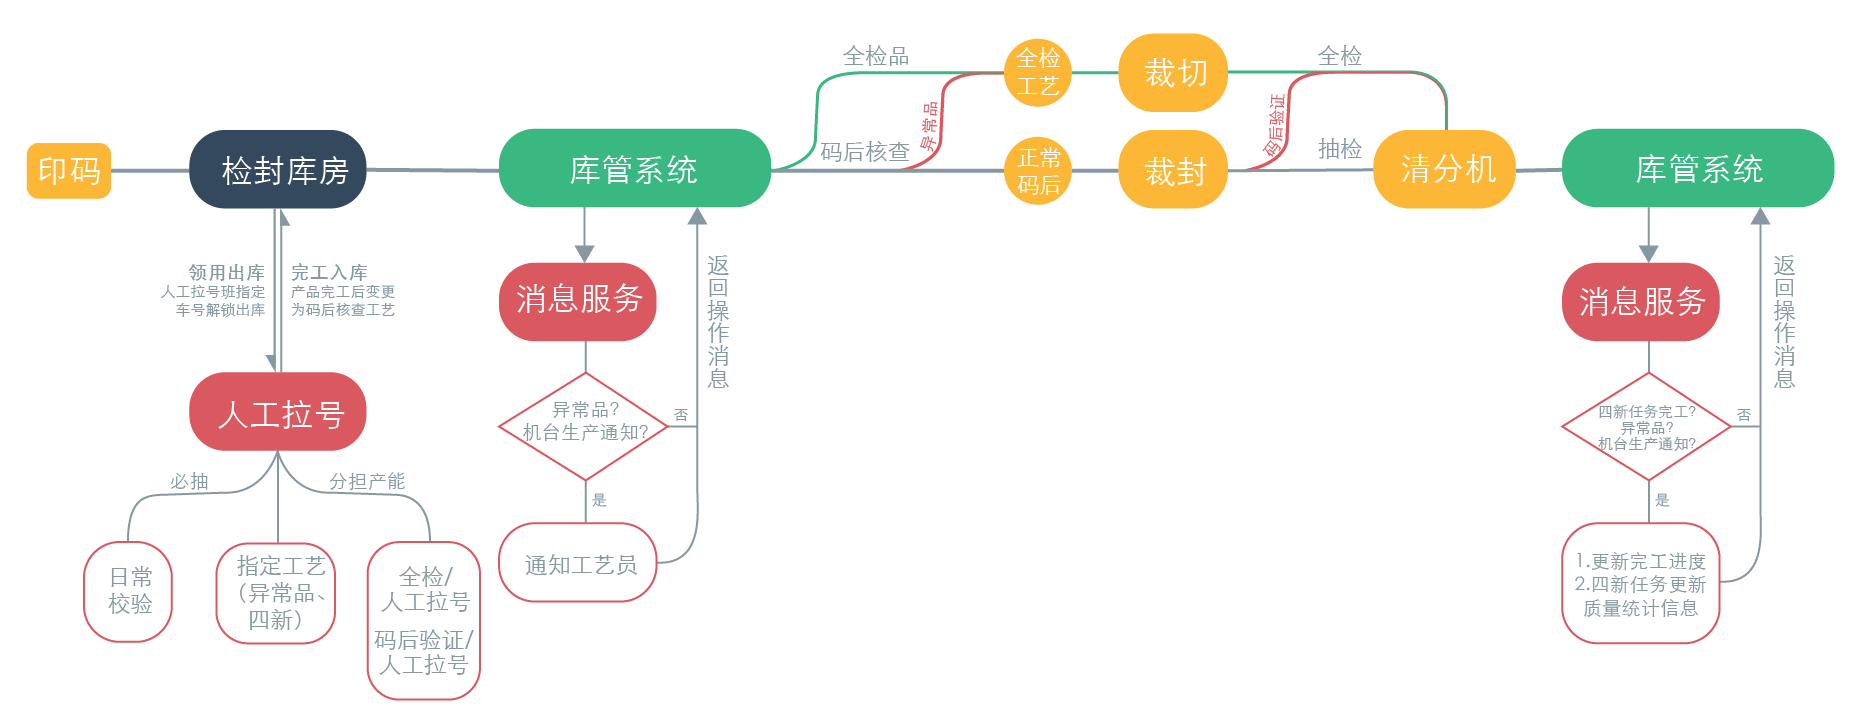 印码
检封库房
领用出库
人工拉号班指定
车号解锁出库
完工入库
产品完工后变更
为码后核查工艺
人工拉号
必抽
分担产能
日常
校验
指定工艺
（异常品、
四新）
全检/
人工拉号
码后验证/
人工拉号
库管系统
消息服务
异常品?
机台生产通知?
否
是
通知工艺员
返回操作消息
全检品
码后核查
异常品
全检
工艺
正常
码后
裁切
裁封
全检
码后验证
抽检
清分机
库管系统
消息服务
四新任务完工?
异常品?
机台生产通知?
否
是
1.更新完工进度
2.四新任务更新
质量统计信息
返回操作消息